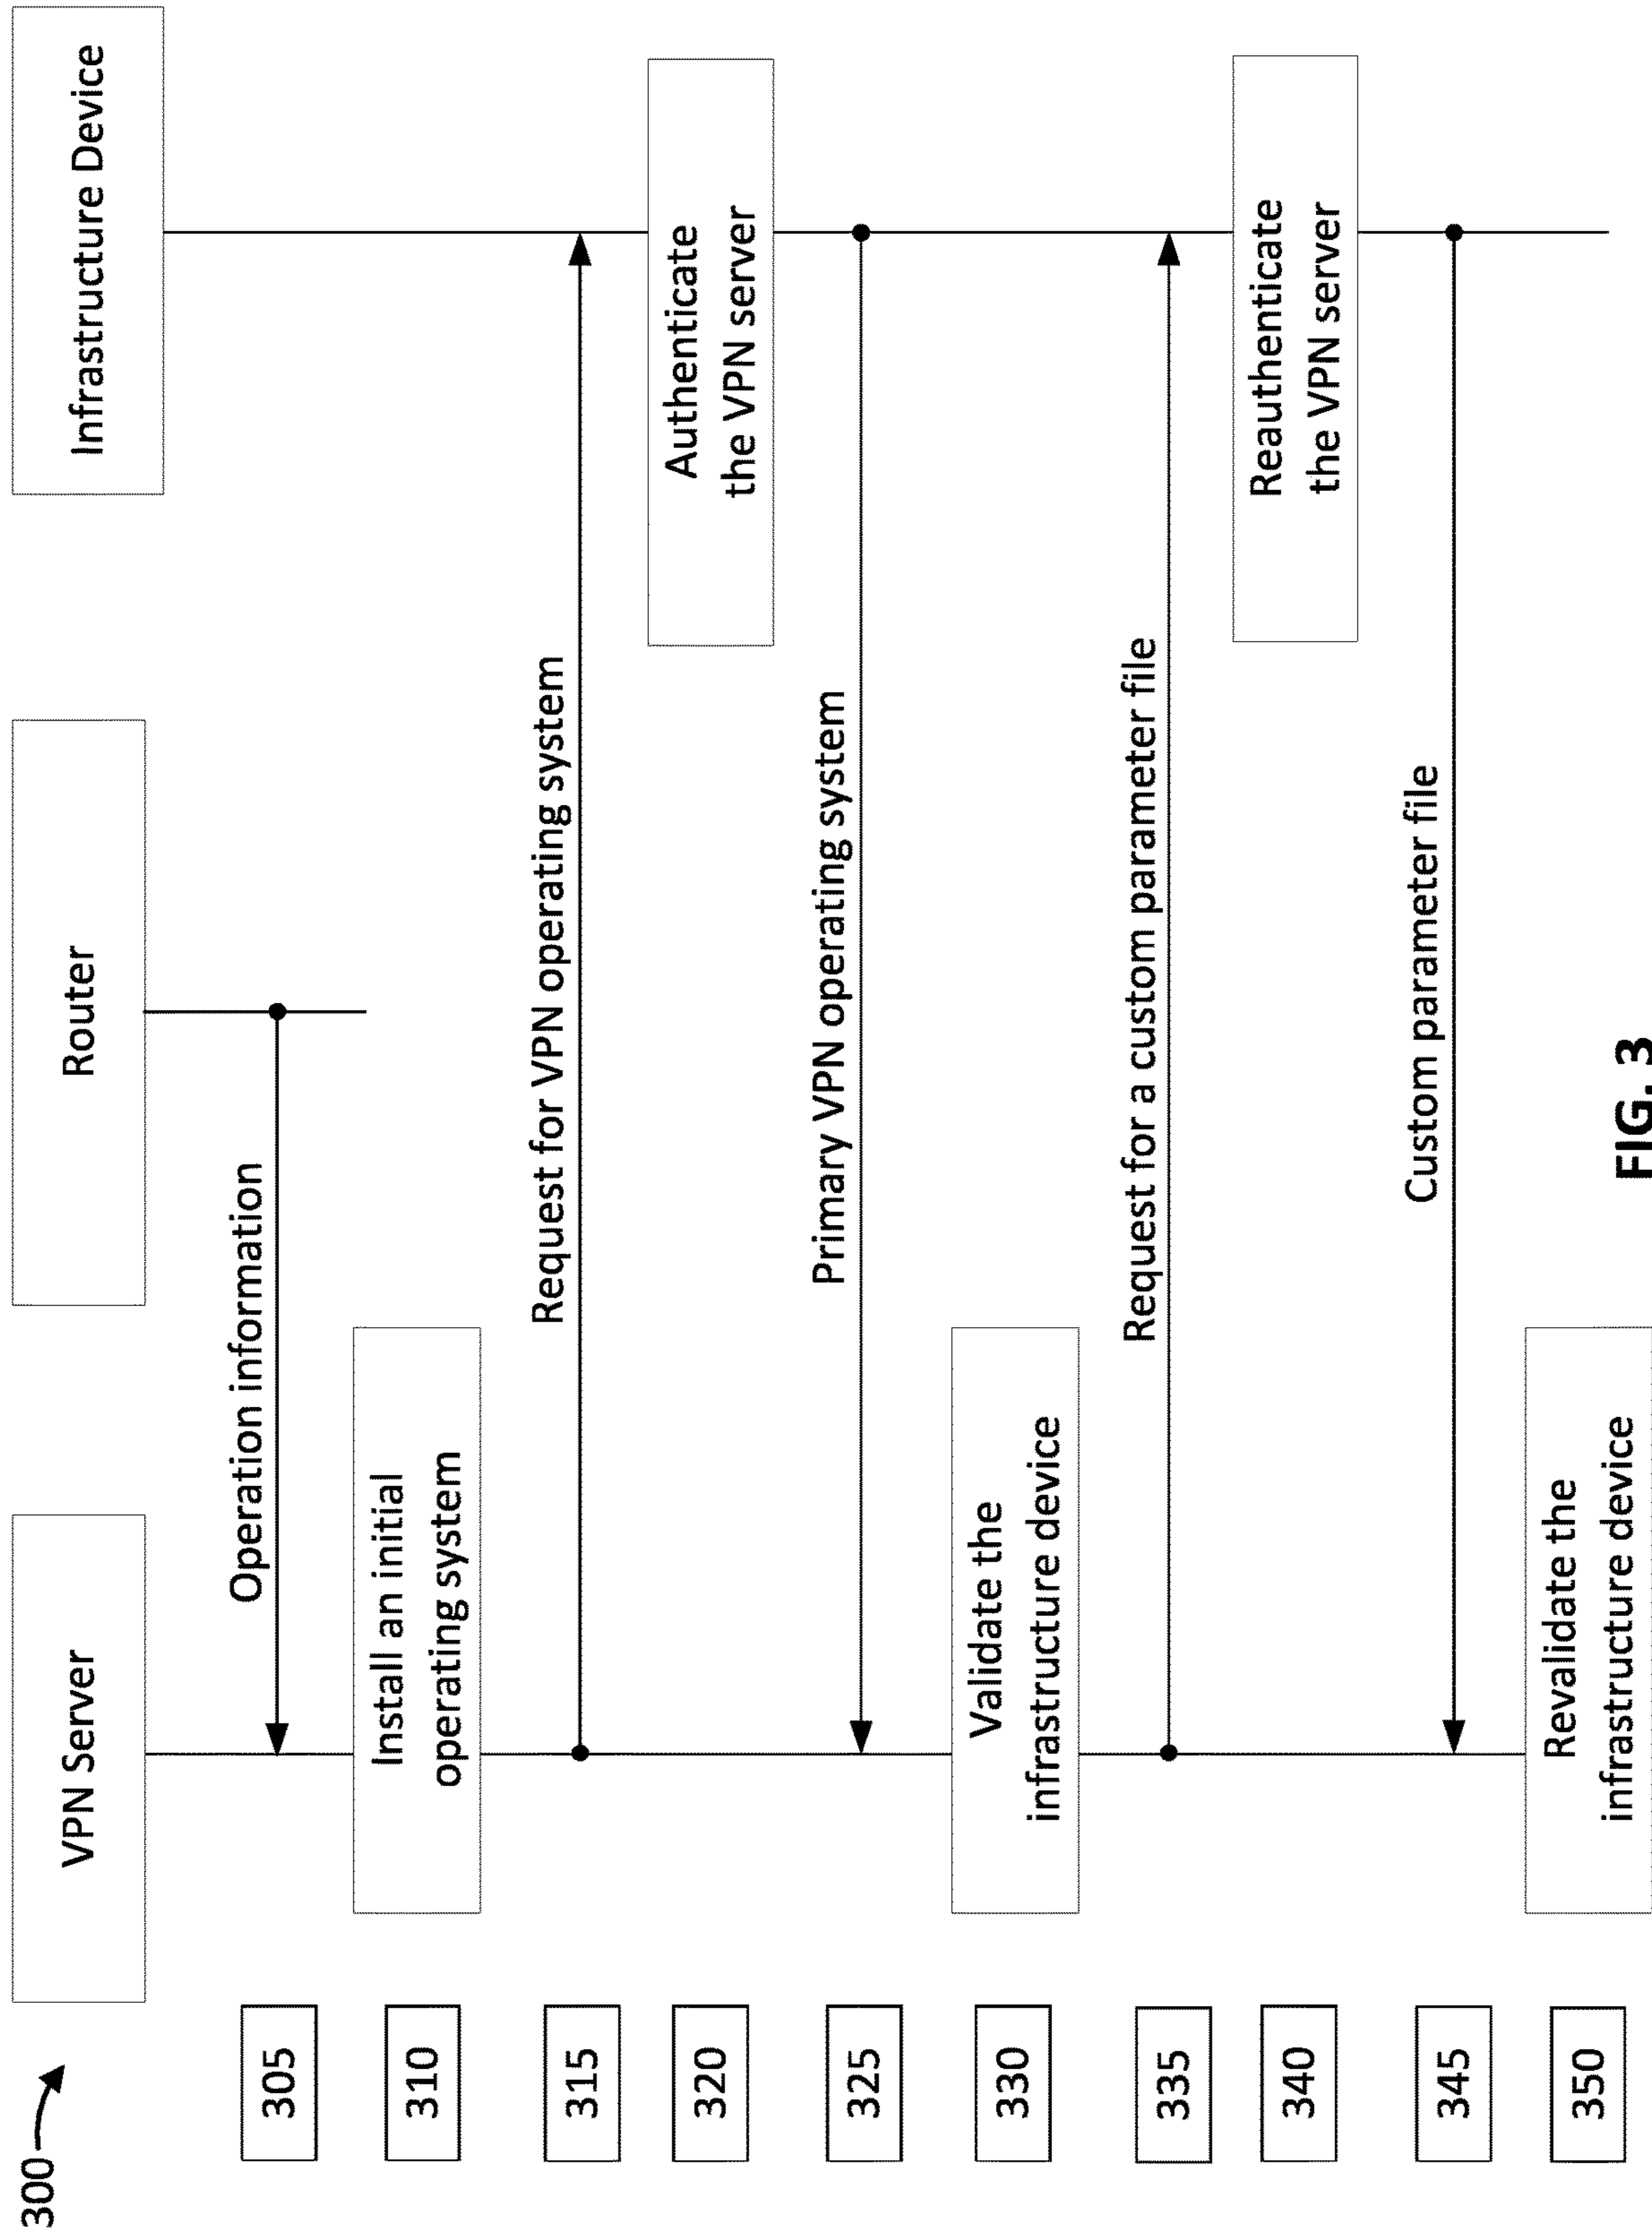 300
VPN Server
Router
Infrastructure Device
305
Operation information
310
Install an initial
operating system
315
Request for VPN operating system
320
Authenticate
the VPN server
325
Primary VPN operating system
330
Validate the
infrastructure device
335
Request for a custom parameter file
340
Reauthenticate
the VPN server
345
Custom parameter file
350
Revalidate the
infrastructure device
FIG. 3